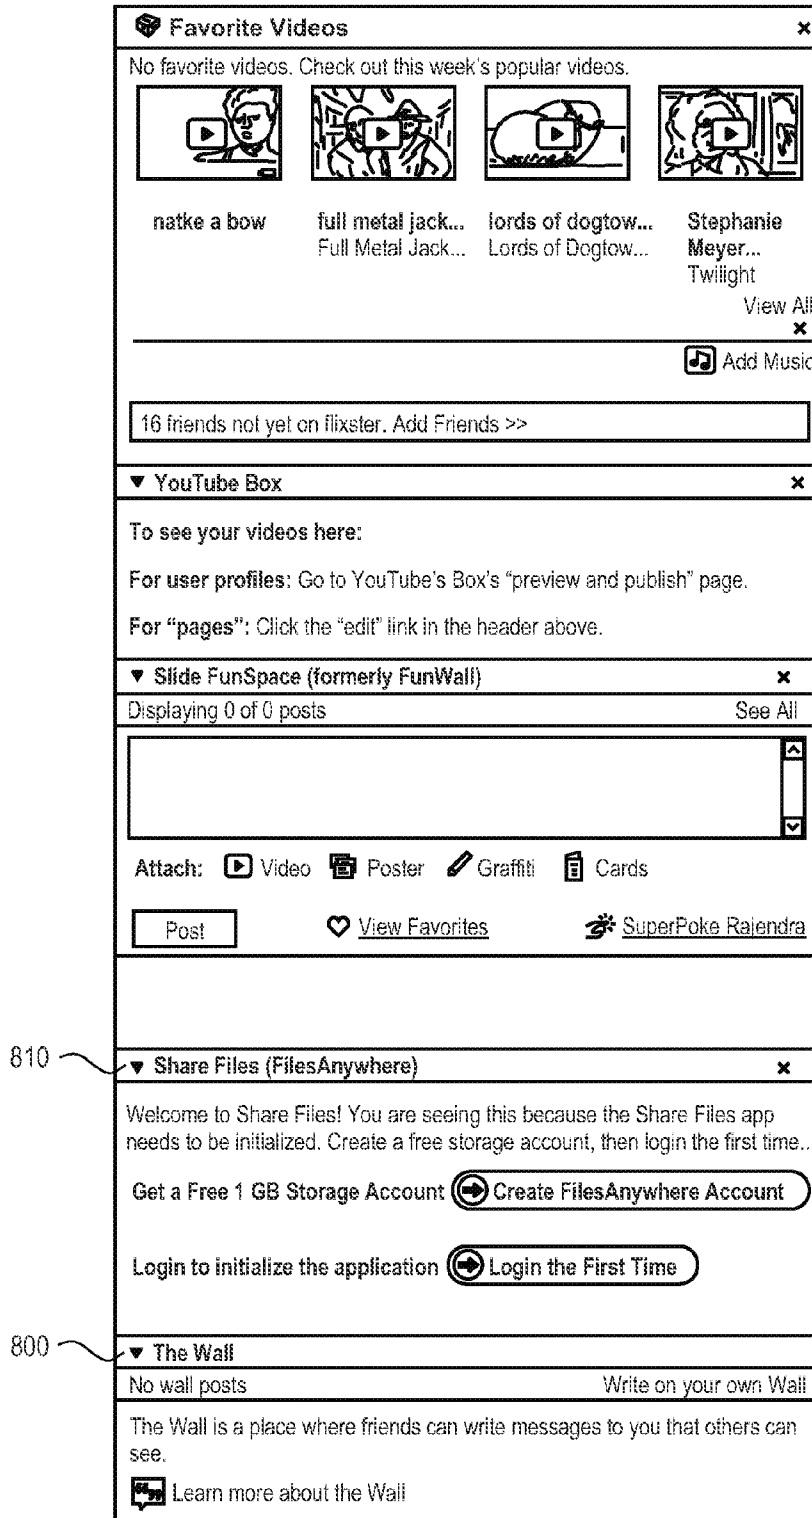 Favorite Videos ×
No favorite videos. Check out this week's popular videos.
natke a bow
full metal jack...
Full Metal Jack...
lords of dogtow...
Lords of Dogtow...
Stephanie
Meyer...
Twilight
View All
×
Add Music
16 friends not yet on flixster. Add Friends >>
▼ YouTube Box ×
To see your videos here:
For user profiles: Go to YouTube's Box's "preview and publish" page.
For "pages": Click the "edit" link in the header above.
▼ Slide FunSpace (formerly FunWall) ×
Displaying 0 of 0 posts See All
Attach: Video Poster Graffiti Cards
Post View Favorites SuperPoke Rajendra
810
▼ Share Files (FilesAnywhere) ×
Welcome to Share Files! You are seeing this because the Share Files app
needs to be initialized. Create a free storage account, then login the first time..
Get a Free 1 GB Storage Account Create FilesAnywhere Account
Login to initialize the application Login the First Time
800
▼ The Wall
No wall posts Write on your own Wall
The Wall is a place where friends can write messages to you that others can
see.
Learn more about the Wall